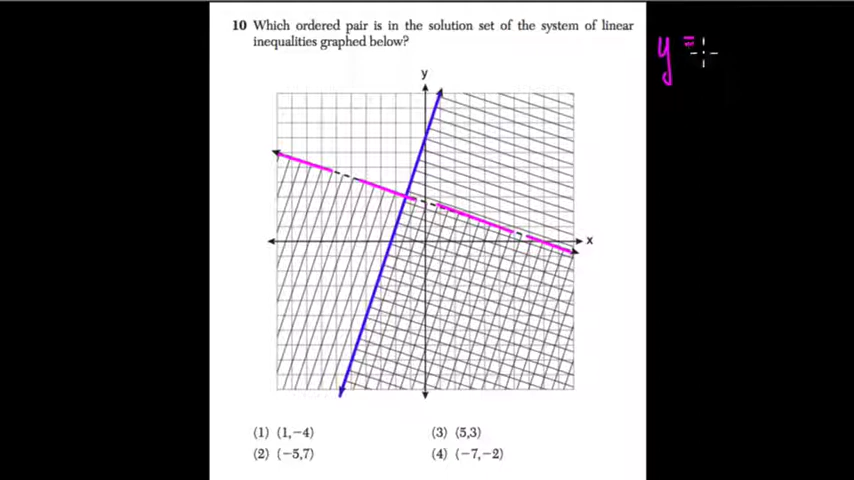 10 Which ordered pair is in the solution set of the system of linear
inequalities graphed below?
y =
y
x
(1) (1,−4)
(3) (5,3)
(2) (−5,7)
(4) (−7,−2)